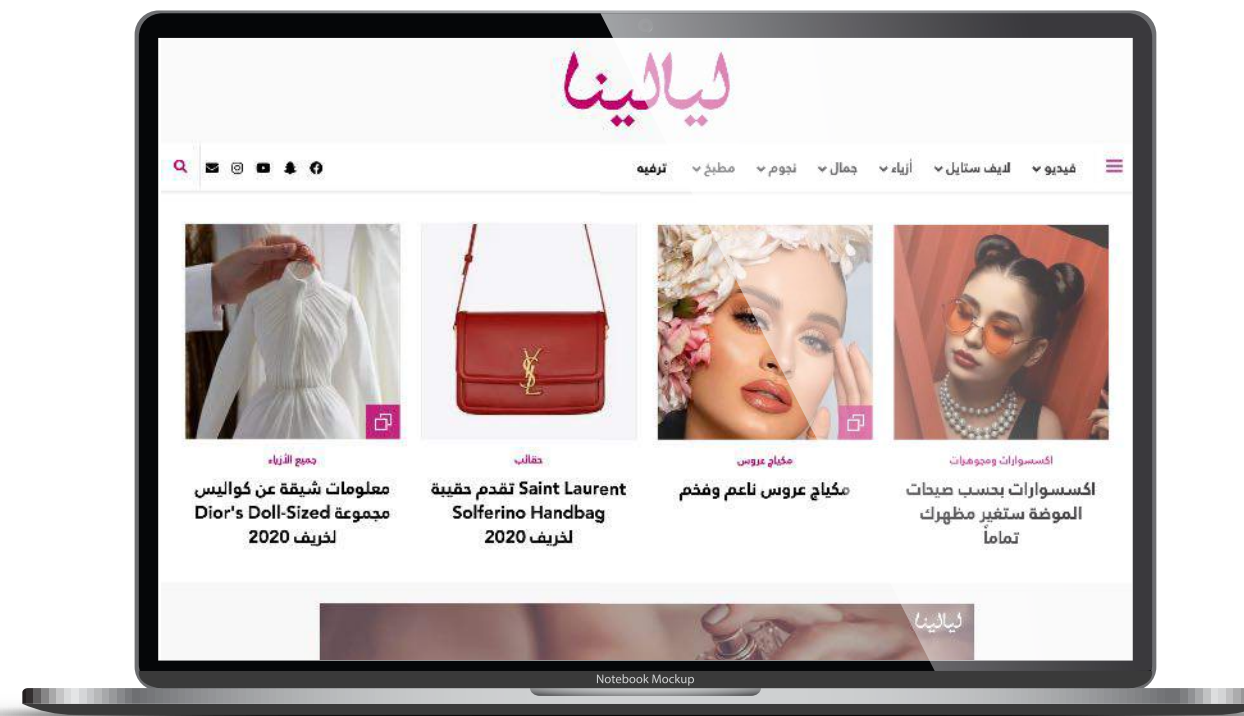 ليالينا
فيديو
لايف ستايل
أزياء
جمال
نجوم
مطبخ
ترفيه
اكسسوارات ومجوهرات
اكسسوارات بحسب صيحات
الموضة ستغير مظهرك
تماماً
مكياج عروس
مكياج عروس ناعم وفخم
حقائب
Saint Laurent تقدم حقيبة
Solferino Handbag
لخريف 2020
YSL
جميع الأزياء
معلومات شيقة عن كواليس
مجموعة Dior's Doll-Sized
لخريف 2020
ليالينا
Notebook Mockup